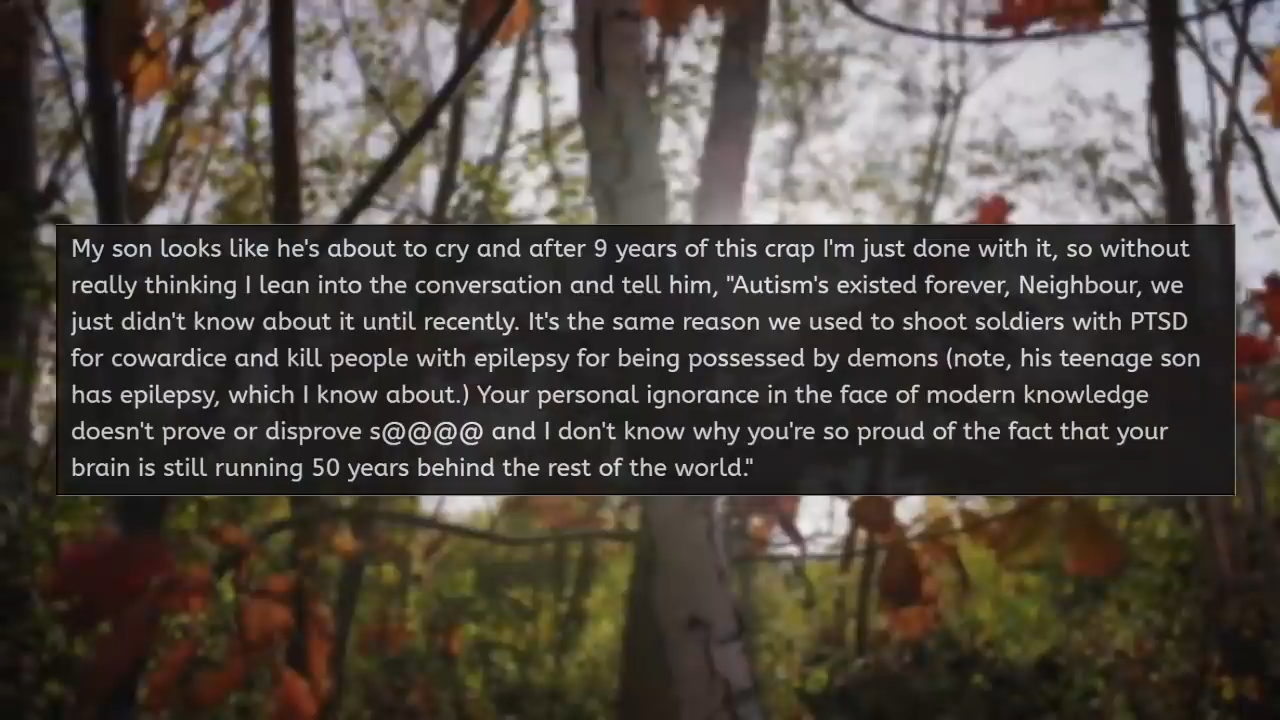 My son looks like he's about to cry and after 9 years of this crap I'm just done with it, so without
really thinking I lean into the conversation and tell him, "Autism's existed forever, Neighbour, we
just didn't know about it until recently. It's the same reason we used to shoot soldiers with PTSD
for cowardice and kill people with epilepsy for being possessed by demons (note, his teenage son
has epilepsy, which I know about.) Your personal ignorance in the face of modern knowledge
doesn't prove or disprove s@@@@ and I don't know why you're so proud of the fact that your
brain is still running 50 years behind the rest of the world."